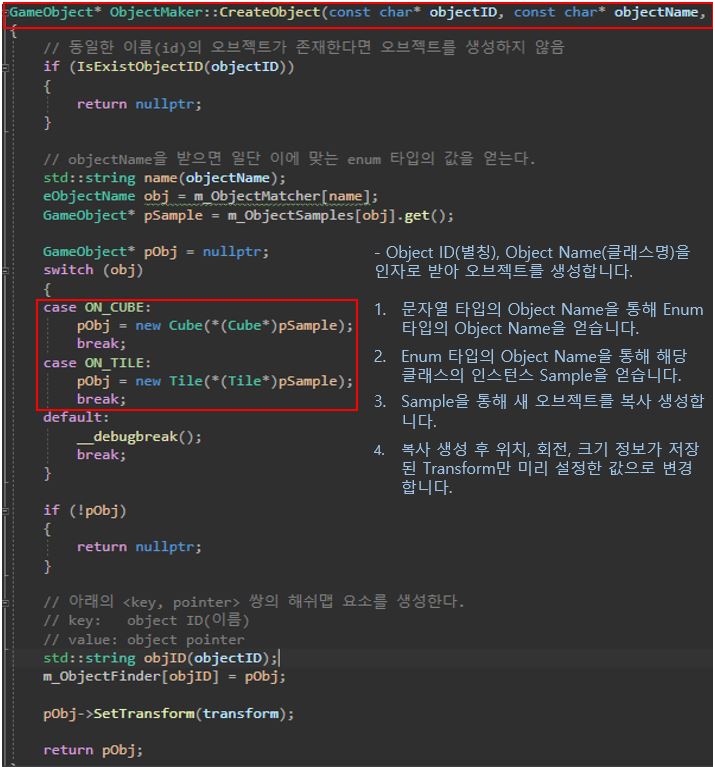 GameObject* ObjectMaker::CreateObject(const char* objectID, const char* objectName,
{
// 동일한 이름(id)의 오브젝트가 존재한다면 오브젝트를 생성하지 않음
if (IsExistObjectID(objectID))
{
return nullptr;
}
// objectName을 받으면 일단 이에 맞는 enum 타입의 값을 얻는다.
std::string name(objectName);
eObjectName obj = m_ObjectMatcher[name];
GameObject* pSample = m_ObjectSamples[obj].get();
GameObject* pObj = nullptr;
switch (obj)
{
case ON_CUBE:
pObj = new Cube(*(Cube*)pSample);
break;
case ON_TILE:
pObj = new Tile(*(Tile*)pSample);
break;
default:
__debugbreak();
break;
}
if (!pObj)
{
return nullptr;
}
// 아래의 <key, pointer> 쌍의 해쉬맵 요소를 생성한다.
// key: object ID(이름)
// value: object pointer
std::string objID(objectID);
m_ObjectFinder[objID] = pObj;
pObj->SetTransform(transform);
return pObj;
- Object ID(별칭), Object Name(클래스명)을
인자로 받아 오브젝트를 생성합니다.
1. 문자열 타입의 Object Name을 통해 Enum
타입의 Object Name을 얻습니다.
2. Enum 타입의 Object Name을 통해 해당
클래스의 인스턴스 Sample을 얻습니다.
3. Sample을 통해 새 오브젝트를 복사 생성합
니다.
4. 복사 생성 후 위치, 회전, 크기 정보가 저장
된 Transform만 미리 설정한 값으로 변경
합니다.